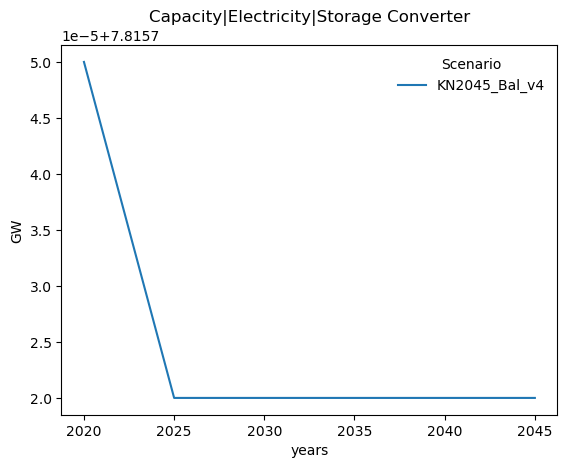 Capacity|Electricity|Storage Converter
1e−5+7.8157
5.0
4.5
4.0
3.5
3.0
2.5
2.0
GW
Scenario
KN2045_Bal_v4
2020 2025 2030 2035 2040 2045
years